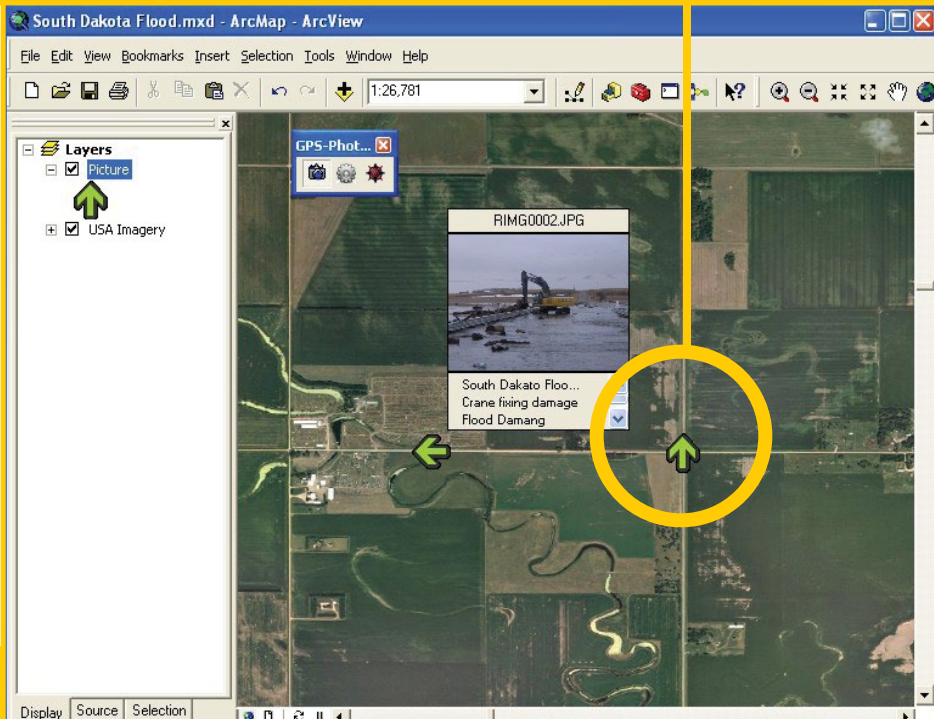 South Dakota Flood.mxd - ArcMap - ArcView
File Edit View Bookmarks Insert Selection Tools Window Help
1:26,781
Layers
Picture
USA Imagery
GPS-Phot...
RIMG0002.JPG
South Dakato Floo...
Crane fixing damage
Flood Damang
Display Source Selection